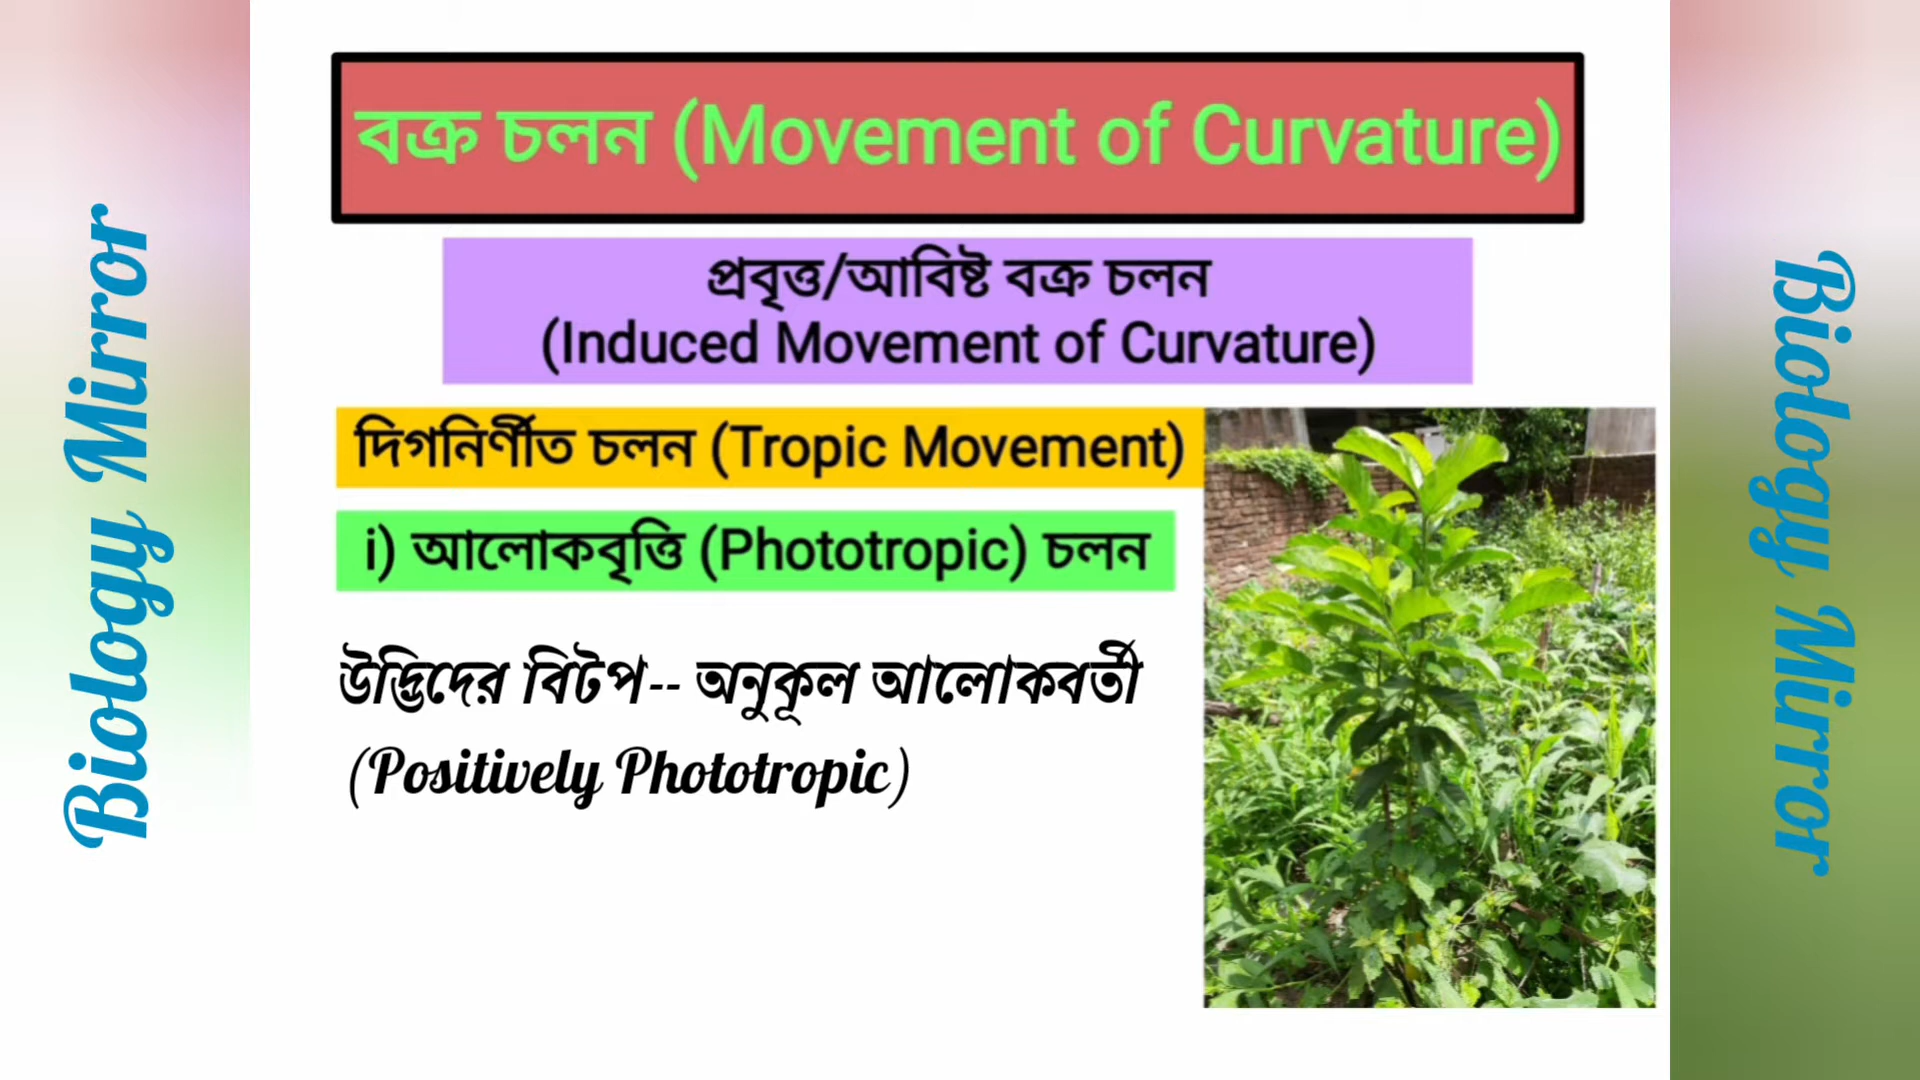 Biology Mirror
বক্র চলন (Movement of Curvature)
প্রবৃত্ত/আবিষ্ট বক্র চলন
(Induced Movement of Curvature)
দিগনির্ণীত চলন (Tropic Movement)
i) আলোকবৃত্তি (Phototropic) চলন
উদ্ভিদের বিটপ-- অনুকূল আলোকবর্তী
(Positively Phototropic)
Biology Mirror